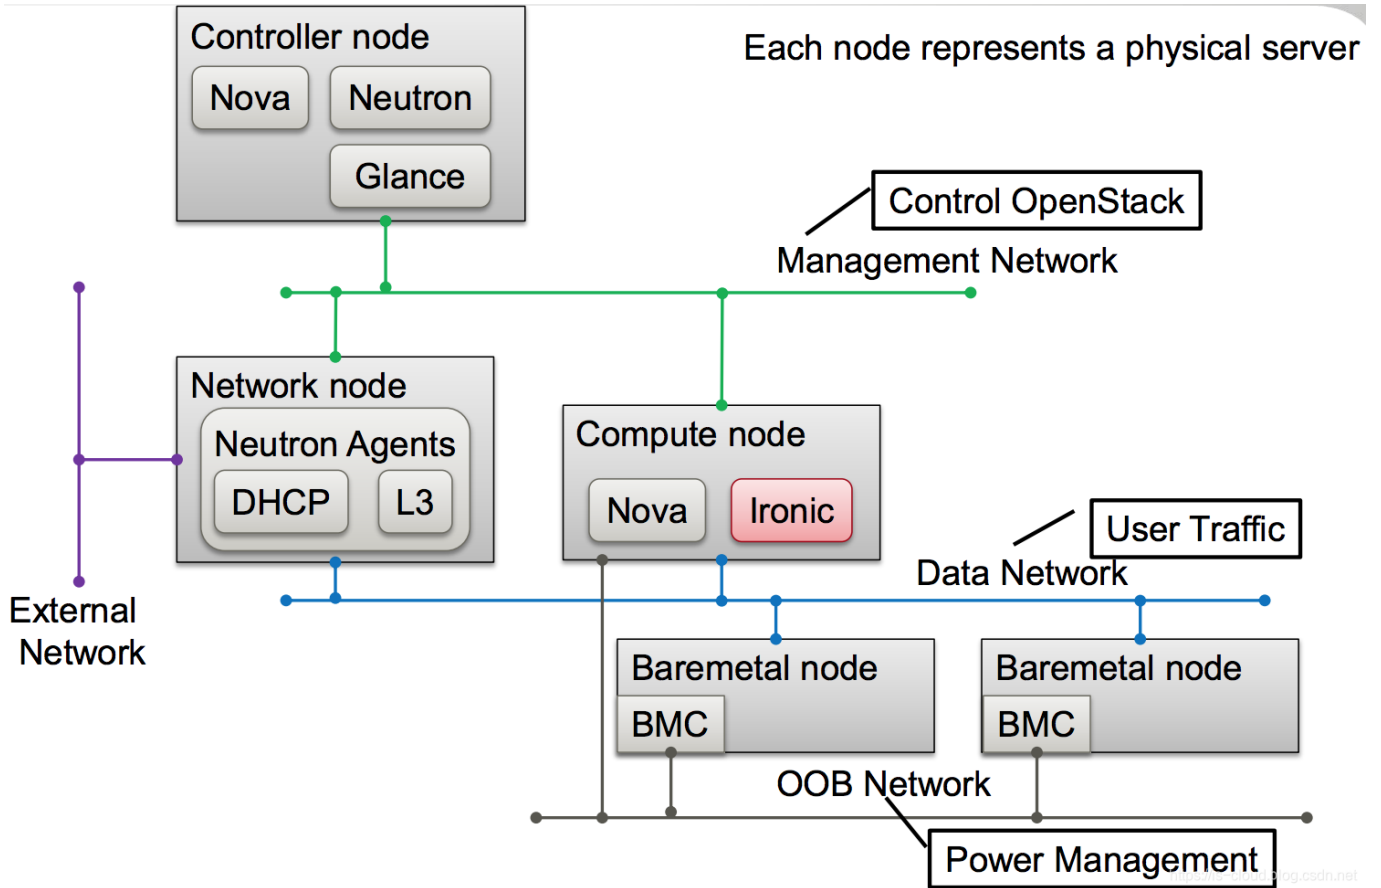 Controller node
Each node represents a physical server
Nova
Neutron
Glance
Control OpenStack
Management Network
Network node
Neutron Agents
DHCP
L3
Compute node
Nova
Ironic
User Traffic
Data Network
External
Network
Baremetal node
BMC
Baremetal node
BMC
OOB Network
Power Management